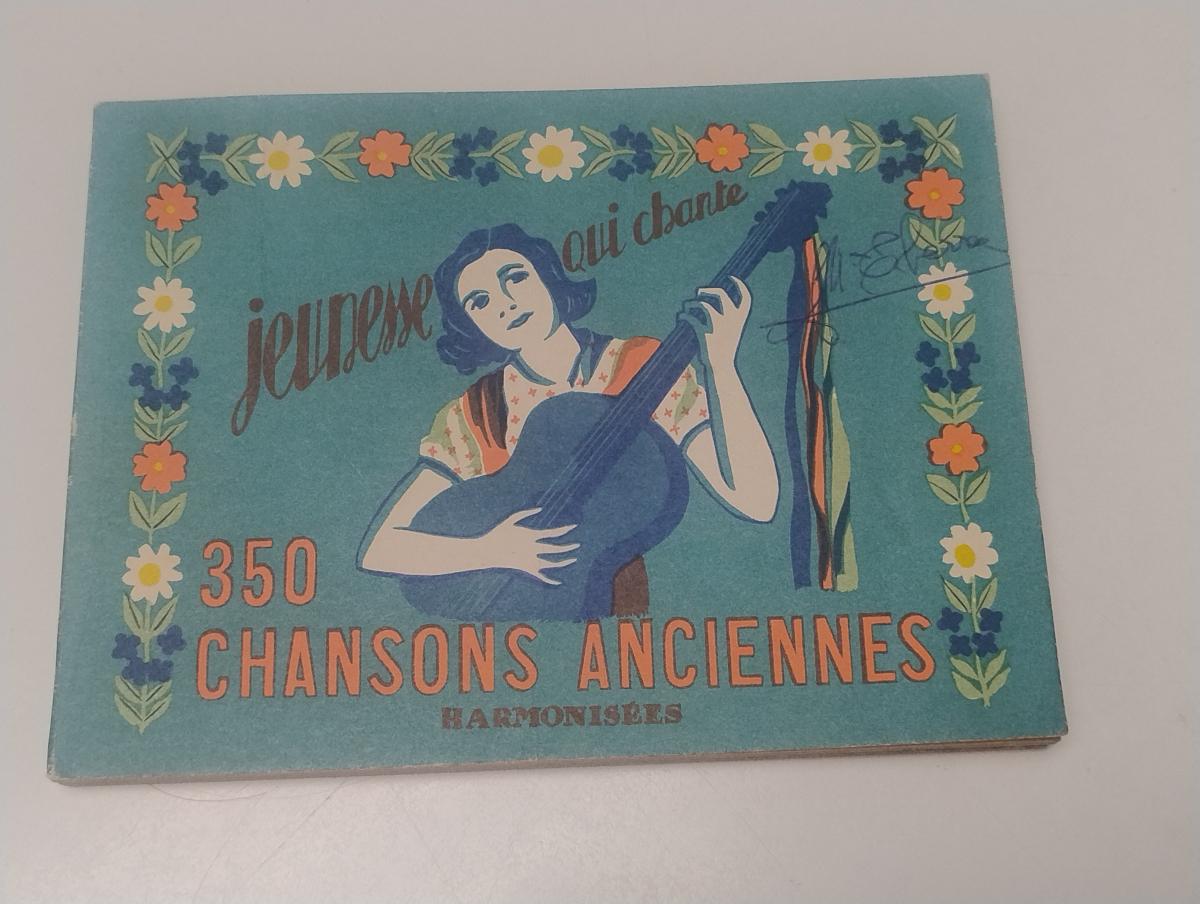 jeunesse qui chante
350
CHANSONS ANCIENNES
HARMONISÉES